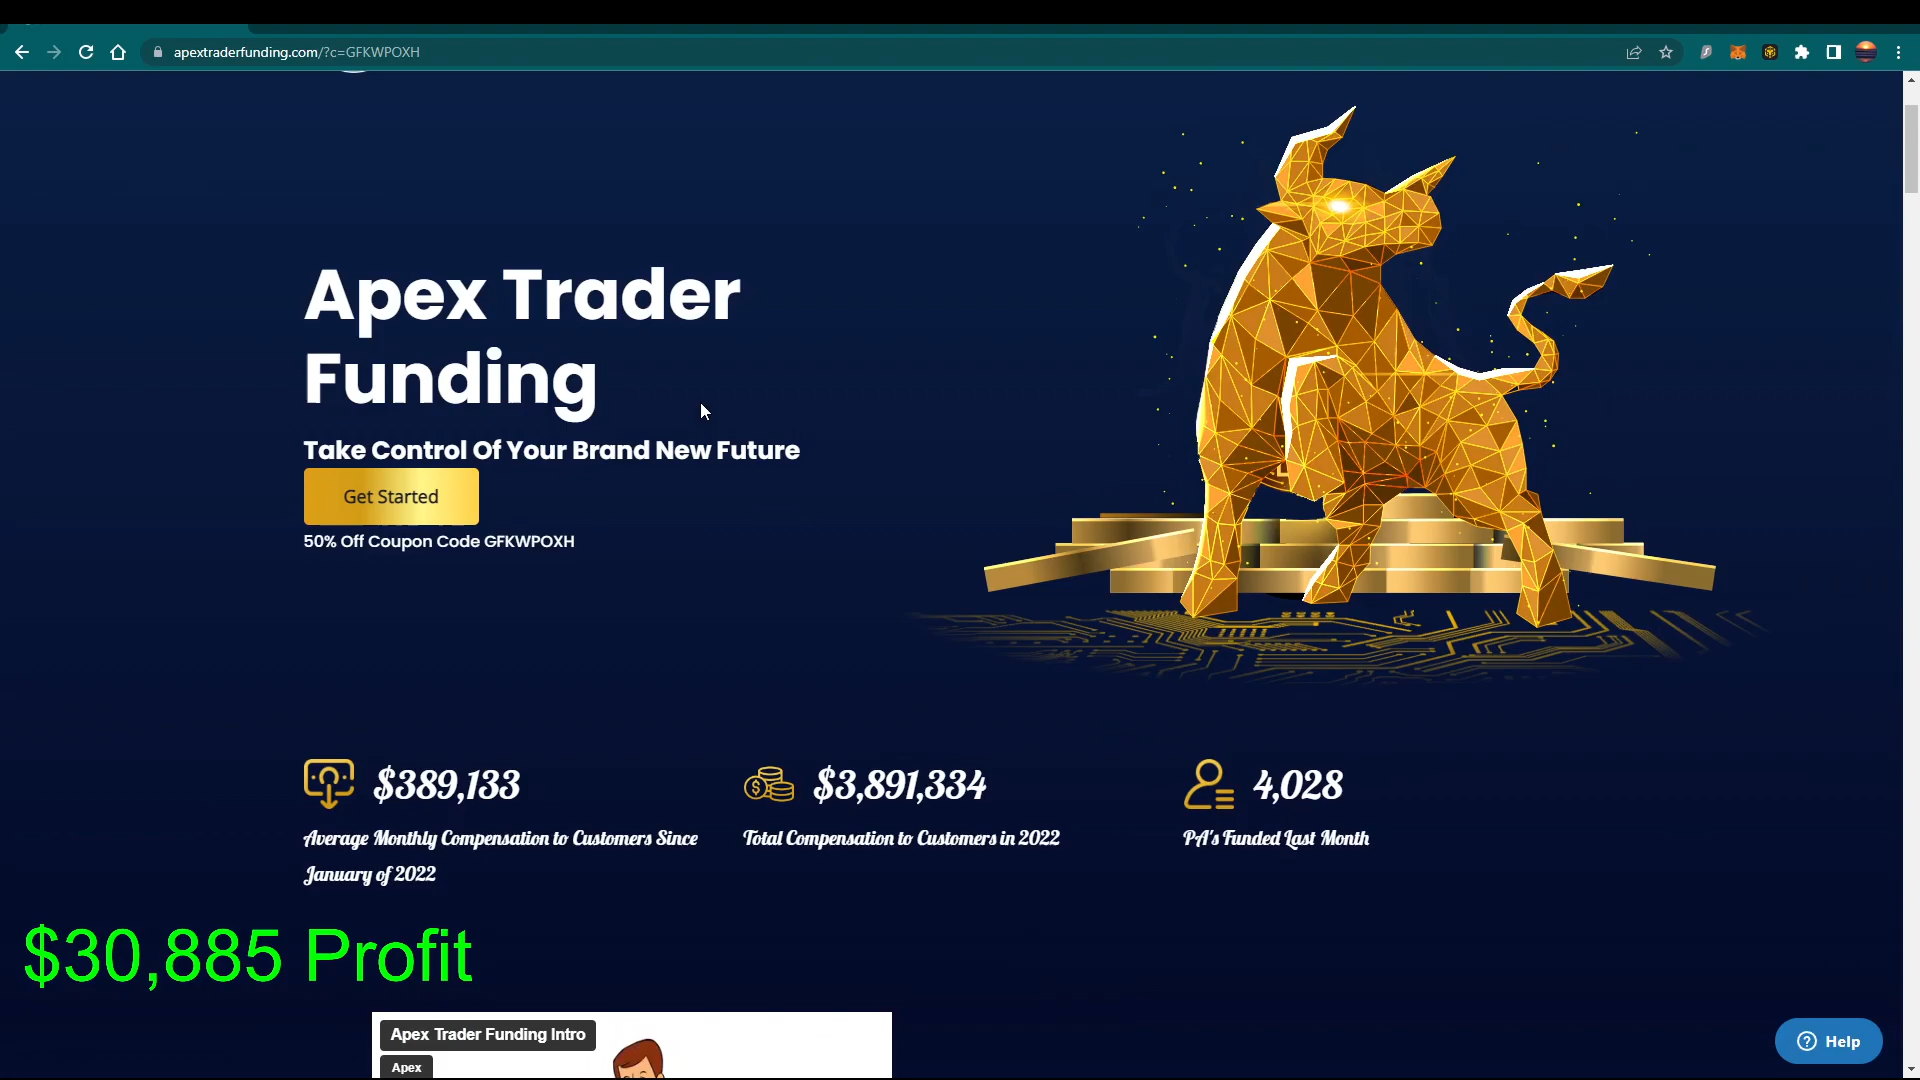 apextraderfunding.com/?c=GFKWPOXH
Apex Trader
Funding
Take Control Of Your Brand New Future
Get Started
50% Off Coupon Code GFKWPOXH
$389,133
Average Monthly Compensation to Customers Since
January of 2022
$3,891,334
Total Compensation to Customers in 2022
4,028
PA's Funded Last Month
$30,885 Profit
Apex Trader Funding Intro
Apex
Help